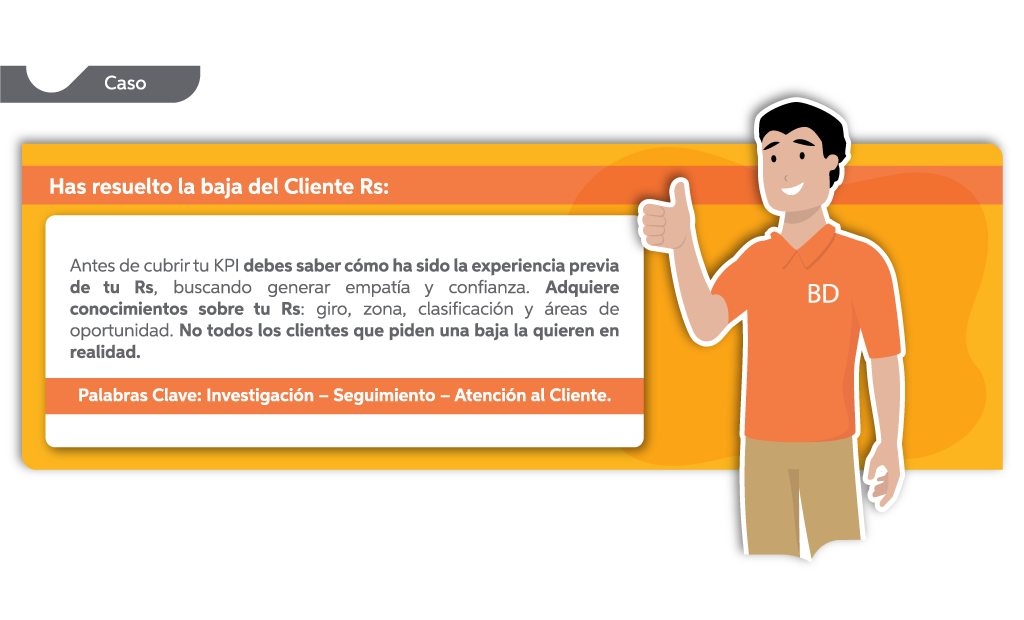 Caso
Has resuelto la baja del Cliente Rs:
Antes de cubrir tu KPI debes saber cómo ha sido la experiencia previa
de tu Rs, buscando generar empatía y confianza. Adquiere
conocimientos sobre tu Rs: giro, zona, clasificación y áreas de
oportunidad. No todos los clientes que piden una baja la quieren en
realidad.
Palabras Clave: Investigación – Seguimiento – Atención al Cliente.
BD